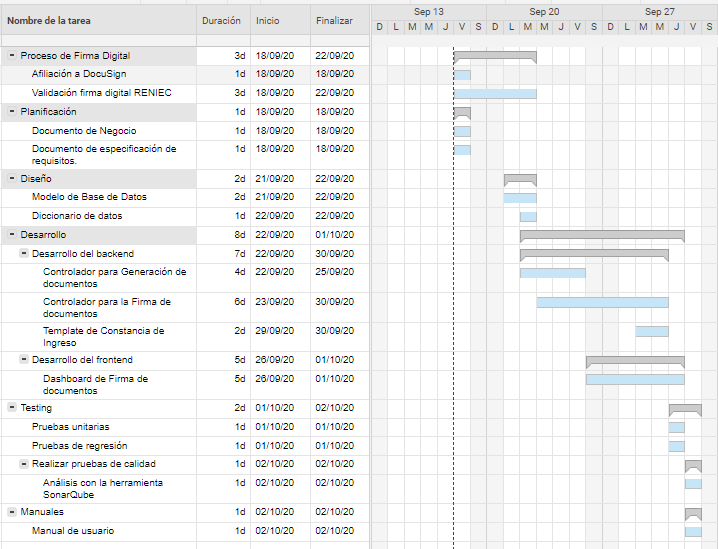 Nombre de la tarea Duración Inicio Finalizar Sep 13 Sep 20 Sep 27
D L M M J V S D L M M J V S D L M M J V S
Proceso de Firma Digital 3d 18/09/20 22/09/20
Afiliación a DocuSign 1d 18/09/20 18/09/20
Validación firma digital RENIEC 3d 18/09/20 22/09/20
Planificación 1d 18/09/20 18/09/20
Documento de Negocio 1d 18/09/20 18/09/20
Documento de especificación de 1d 18/09/20 18/09/20
requisitos.
Diseño 2d 21/09/20 22/09/20
Modelo de Base de Datos 2d 21/09/20 22/09/20
Diccionario de datos 1d 22/09/20 22/09/20
Desarrollo 8d 22/09/20 01/10/20
Desarrollo del backend 7d 22/09/20 30/09/20
Controlador para Generación de 4d 22/09/20 25/09/20
documentos
Controlador para la Firma de 6d 23/09/20 30/09/20
documentos
Template de Constancia de 2d 29/09/20 30/09/20
Ingreso
Desarrollo del frontend 5d 26/09/20 01/10/20
Dashboard de Firma de 5d 26/09/20 01/10/20
documentos
Testing 2d 01/10/20 02/10/20
Pruebas unitarias 1d 01/10/20 01/10/20
Pruebas de regresión 1d 01/10/20 01/10/20
Realizar pruebas de calidad 1d 02/10/20 02/10/20
Análisis con la herramienta 1d 02/10/20 02/10/20
SonarQube
Manuales 1d 02/10/20 02/10/20
Manual de usuario 1d 02/10/20 02/10/20